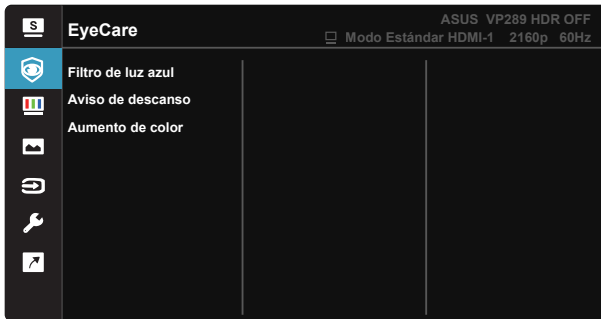 S
EyeCare
ASUS VP289 HDR OFF
Modo Estándar HDMI-1 2160p 60Hz
Filtro de luz azul
Aviso de descanso
Aumento de color